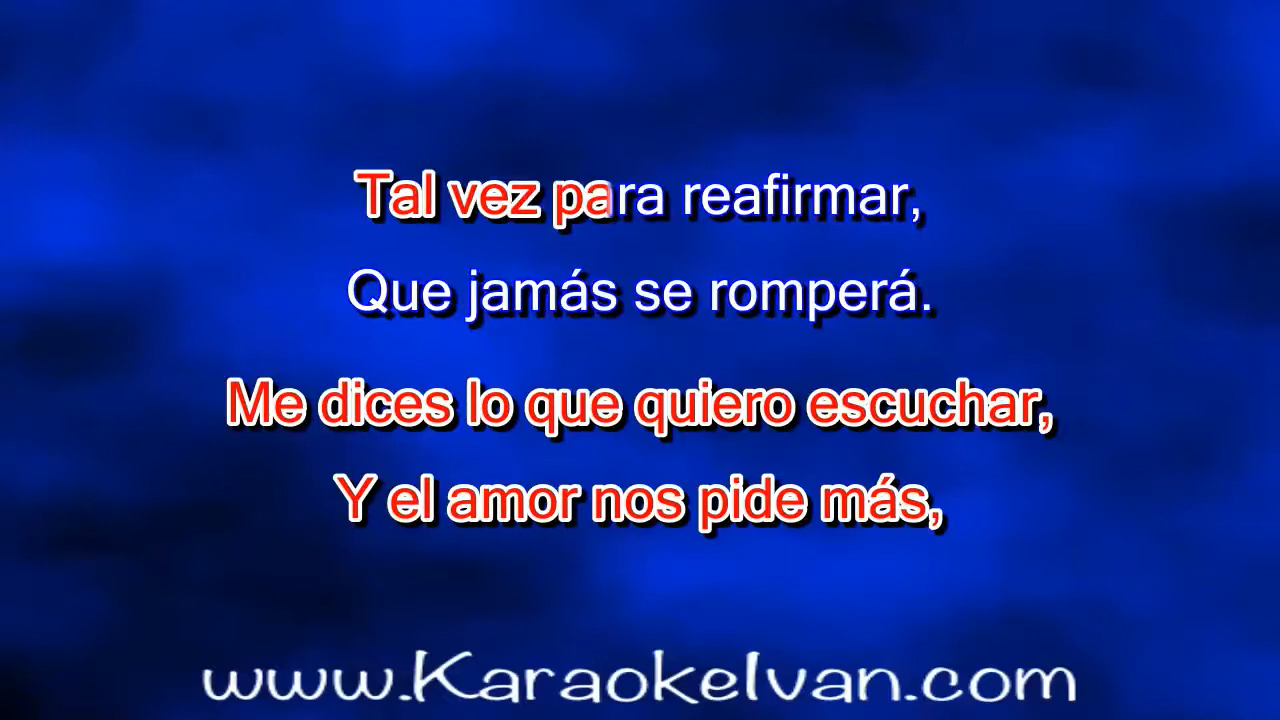 Tal vez para reafirmar,
Que jamás se romperá.
Me dices lo que quiero escuchar,
Y el amor nos pide más,
www.KaraokeIvan.com